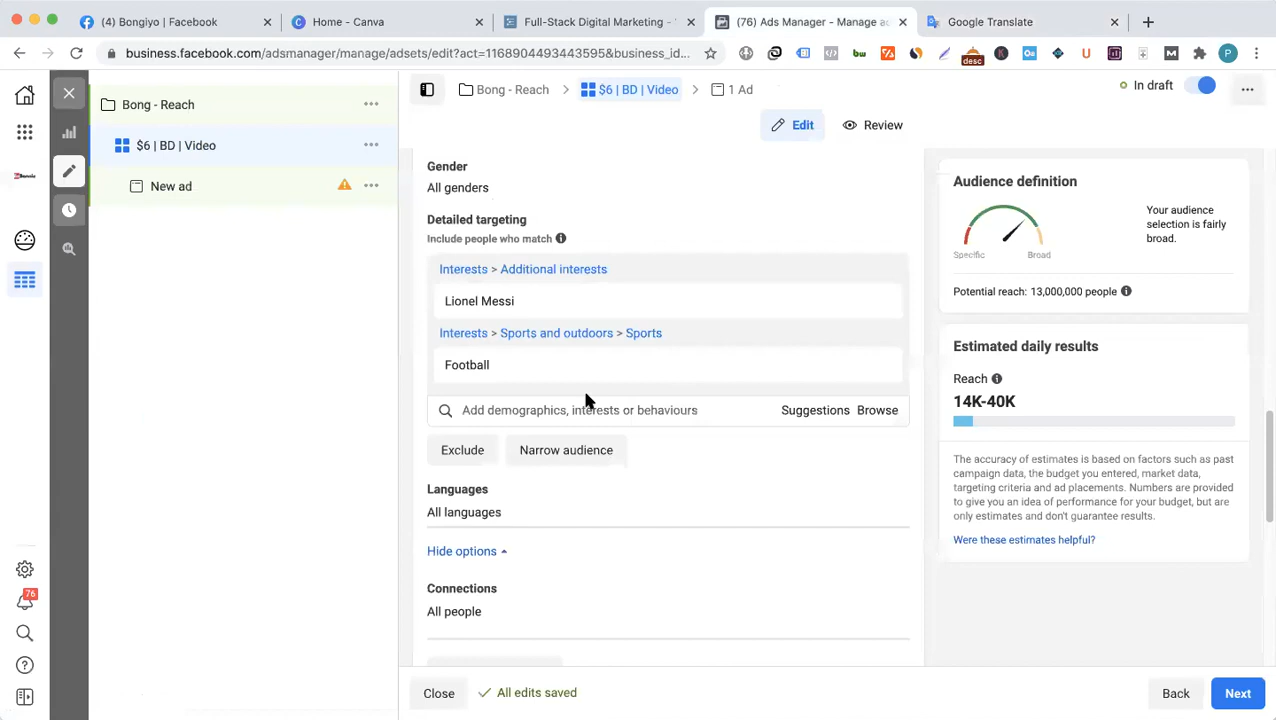 (4) Bongiyo | Facebook
Home - Canva
Full-Stack Digital Marketing -
(76) Ads Manager - Manage a
Google Translate
business.facebook.com/adsmanager/manage/adsets/edit?act=1168904493443595&business_id...
desc
P
Bong - Reach
$6 | BD | Video
1 Ad
In draft
Bong - Reach
Edit
Review
$6 | BD | Video
New ad
Gender
All genders
Detailed targeting
Include people who match
Interests > Additional interests
Lionel Messi
Interests > Sports and outdoors > Sports
Football
Add demographics, interests or behaviours
Suggestions
Browse
Exclude
Narrow audience
Languages
All languages
Hide options
Connections
All people
Audience definition
Specific
Broad
Your audience
selection is fairly
broad.
Potential reach: 13,000,000 people
Estimated daily results
Reach
14K-40K
The accuracy of estimates is based on factors such as past
campaign data, the budget you entered, market data,
targeting criteria and ad placements. Numbers are provided
to give you an idea of performance for your budget, but are
only estimates and don't guarantee results.
Were these estimates helpful?
76
Close
All edits saved
Back
Next